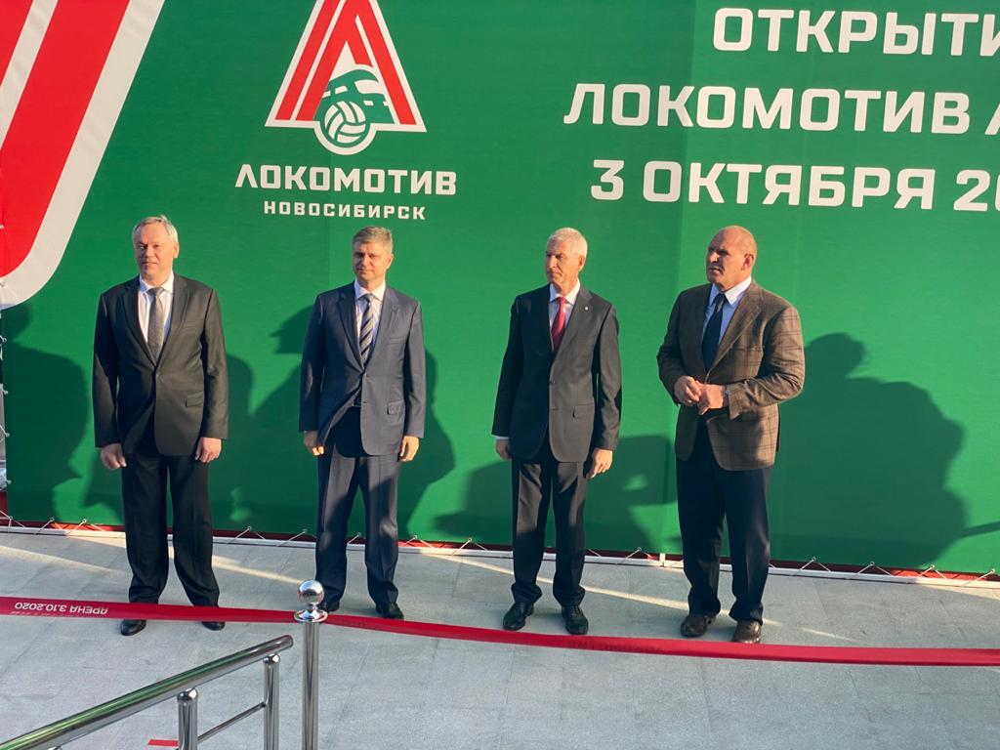 ЛОКОМОТИВ
НОВОСИБИРСК
ОТКРЫТИ
ЛОКОМОТИВ А
3 ОКТЯБРЯ 20
АРЕНА 3.10.2020